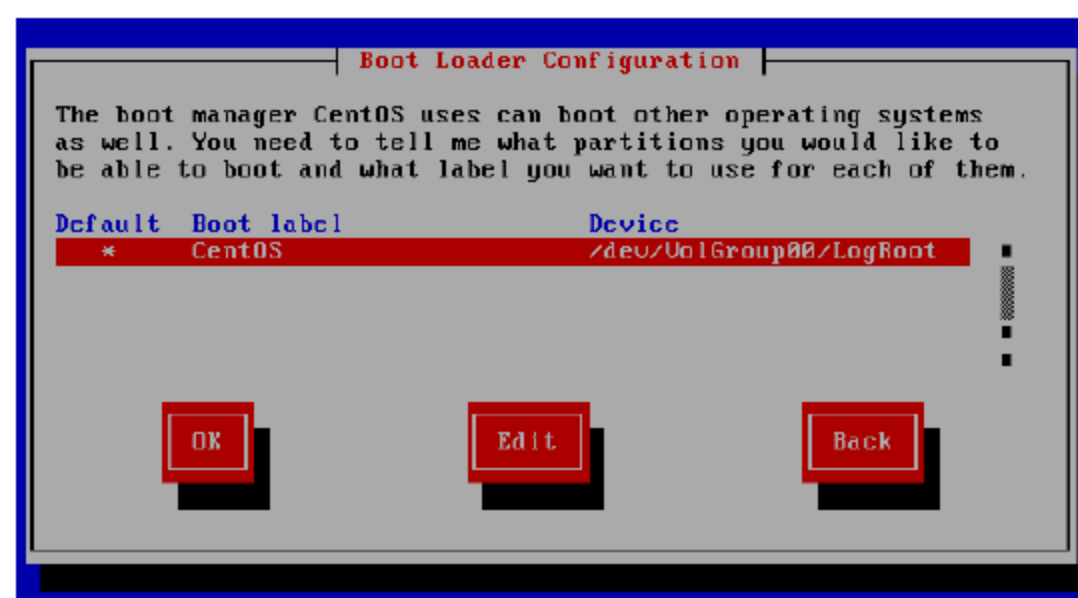 Boot Loader Configuration
The boot manager CentOS uses can boot other operating systems
as well. You need to tell me what partitions you would like to
be able to boot and what label you want to use for each of them.
Default Boot label Device
* CentOS /dev/VolGroup00/LogRoot
OK Edit Back